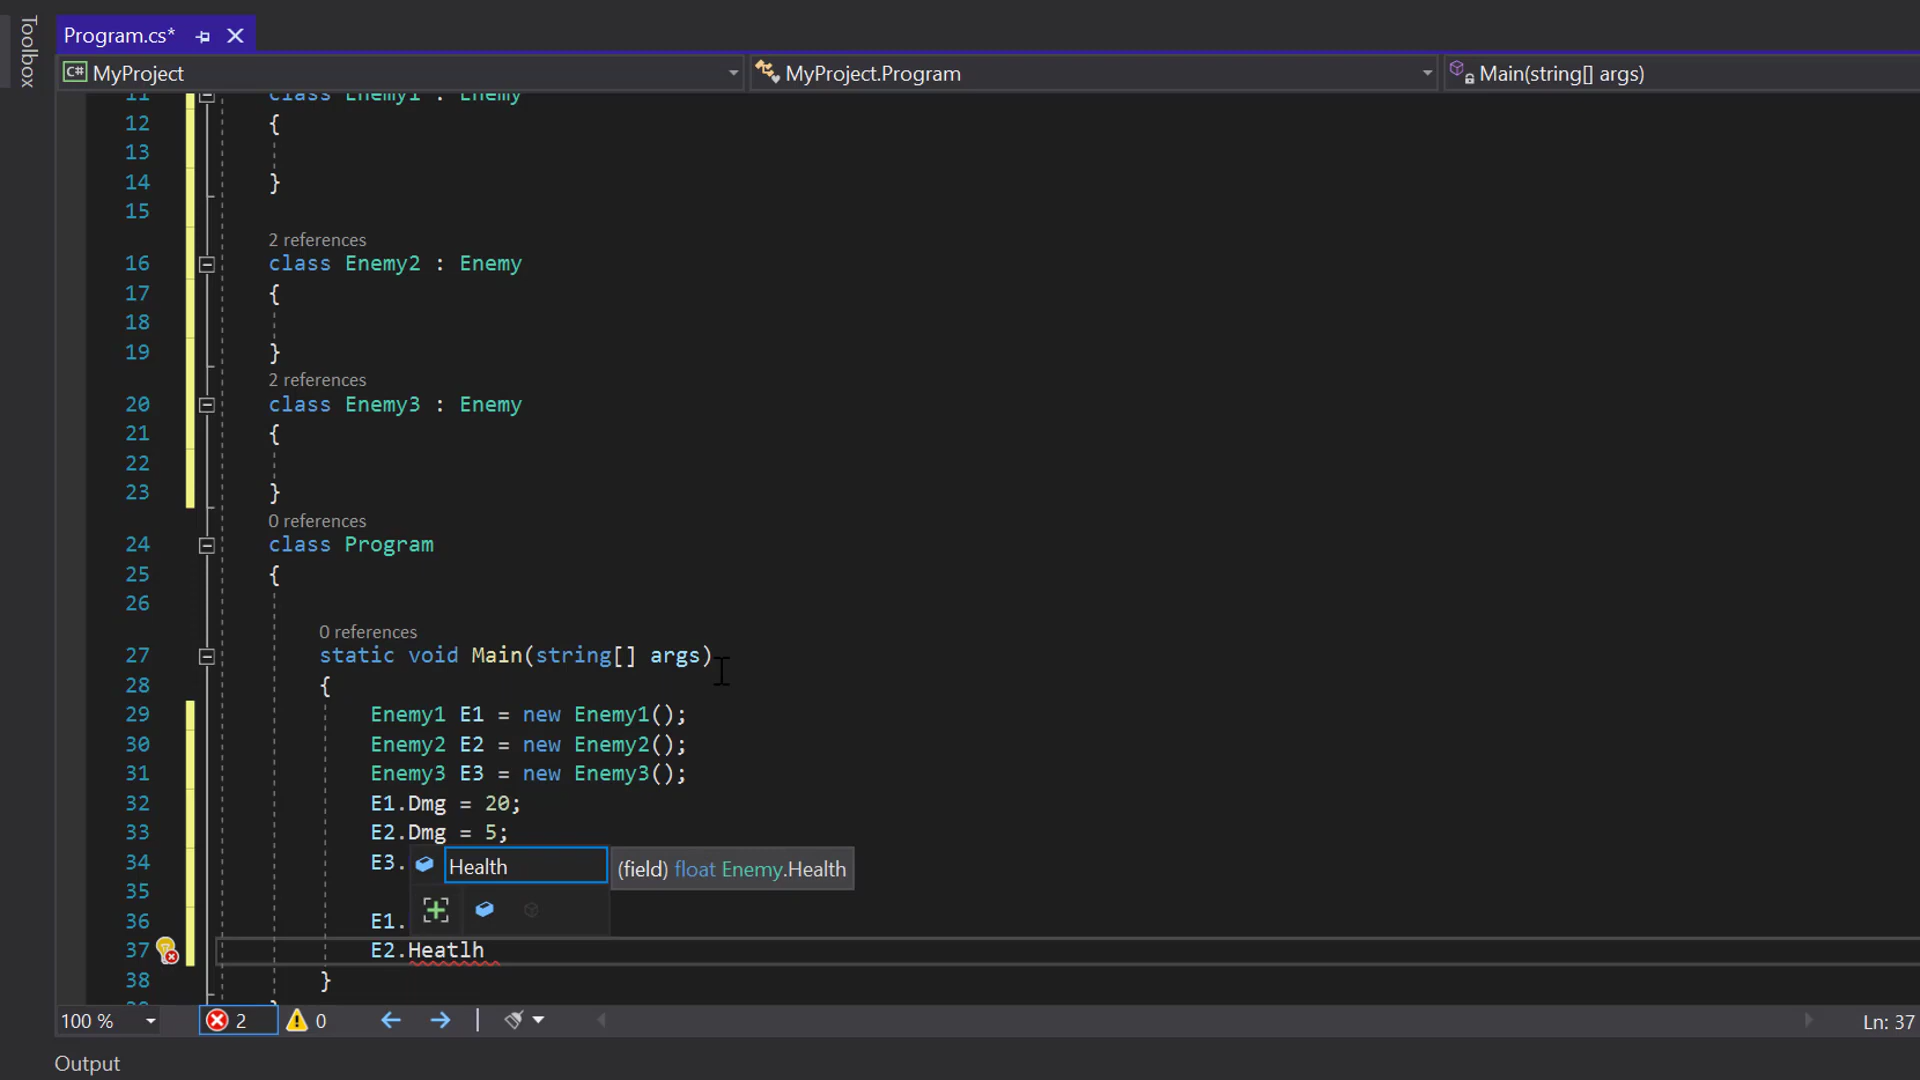 Toolbox
Program.cs*
C# MyProject
MyProject.Program
Main(string[] args)
11 class Enemy1 : Enemy
12 {
13
14 }
15
2 references
16 class Enemy2 : Enemy
17 {
18
19 }
2 references
20 class Enemy3 : Enemy
21 {
22
23 }
0 references
24 class Program
25 {
26
0 references
27 static void Main(string[] args)
28 {
29 Enemy1 E1 = new Enemy1();
30 Enemy2 E2 = new Enemy2();
31 Enemy3 E3 = new Enemy3();
32 E1.Dmg = 20;
33 E2.Dmg = 5;
34 E3.
Health
(field) float Enemy.Health
35
36 E1.
37 E2.Heatlh
38 }
100 %
2
0
Ln: 37
Output